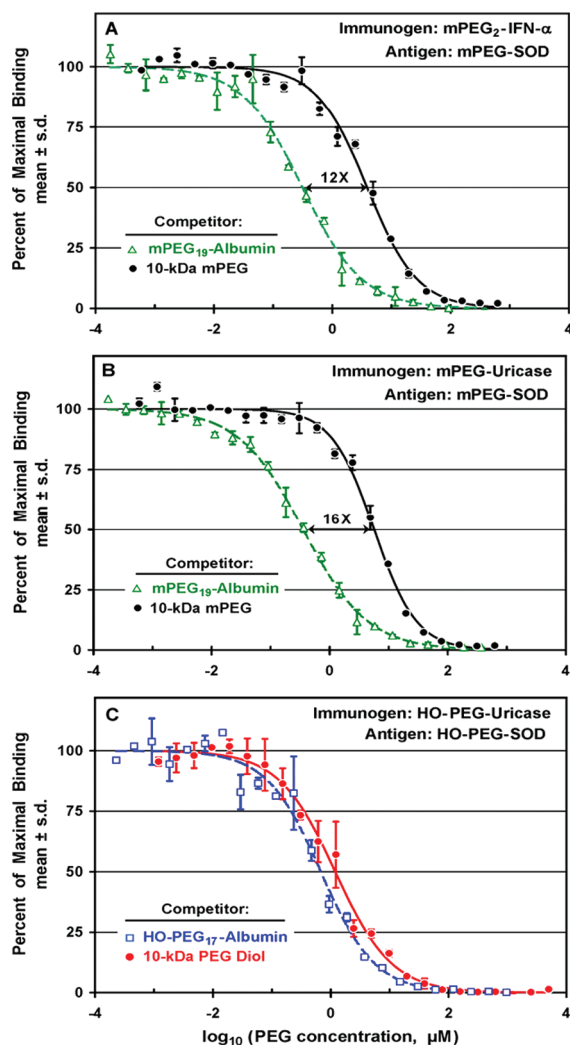 A
Immunogen: mPEG₂-IFN-α
Antigen: mPEG-SOD
Percent of Maximal Binding
mean ± s.d.
100
75
50
25
0
12X
Competitor:
mPEG₁₉-Albumin
10-kDa mPEG
-4 -2 0 2 4
B
Immunogen: mPEG-Uricase
Antigen: mPEG-SOD
Percent of Maximal Binding
mean ± s.d.
100
75
50
25
0
16X
Competitor:
mPEG₁₉-Albumin
10-kDa mPEG
-4 -2 0 2 4
C
Immunogen: HO-PEG-Uricase
Antigen: HO-PEG-SOD
Percent of Maximal Binding
mean ± s.d.
100
75
50
25
0
Competitor:
HO-PEG₁₇-Albumin
10-kDa PEG Diol
-4 -2 0 2 4
log₁₀ (PEG concentration, µM)